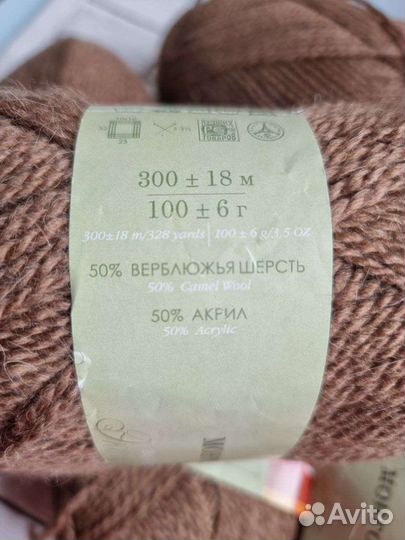 300 ± 18 м
100 ± 6 г
300±18 m/328 yards 100 ± 6 g/3,5 OZ
50% ВЕРБЛЮЖЬЯ ШЕРСТЬ
50% Camel Wool
50% АКРИЛ
50% Acrylic
Avito